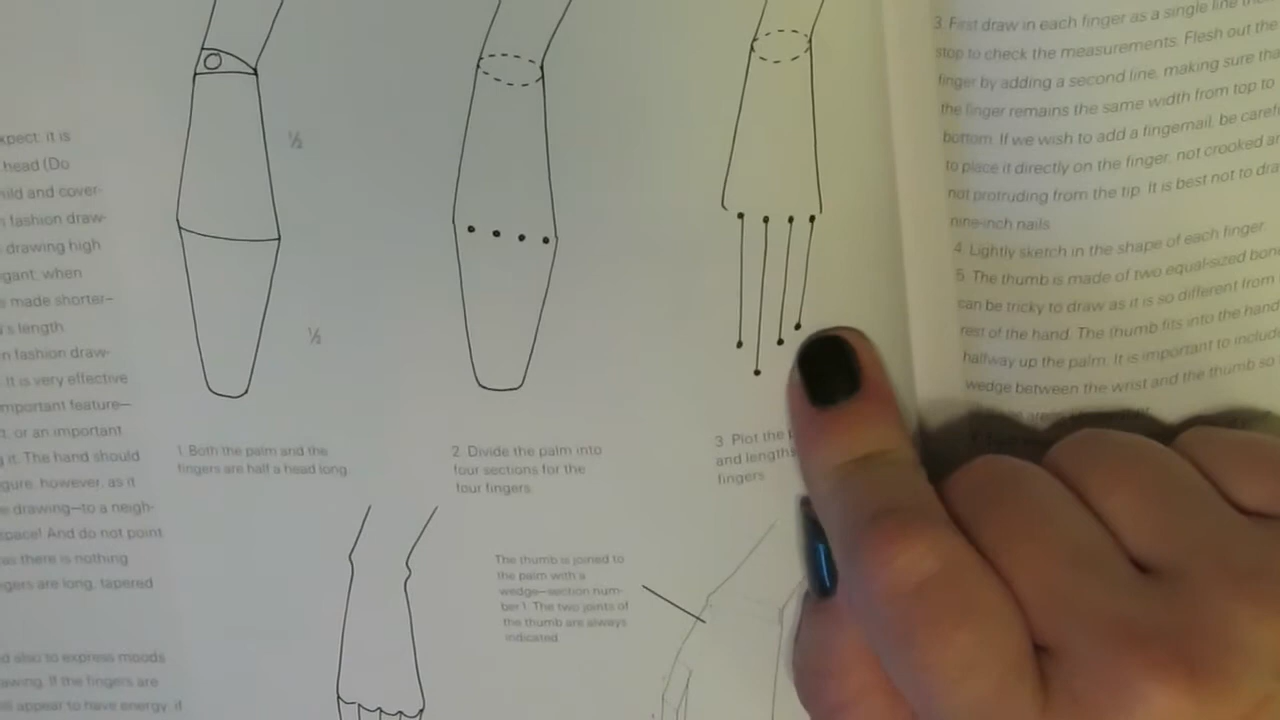 xpect: it is
head (Do
hild and cover-
n fashion draw-
drawing high
gant; when
s made shorter-
's length.
n fashion draw-
. It is very effective
mportant feature—
t, or an important
g it. The hand should
gure, however, as it
e drawing—to a neigh-
space! And do not point
as there is nothing
ngers are long, tapered
d also to express moods
awing. If the fingers are
ill appear to have energy, if
½
½
1. Both the palm and the
fingers are half a head long.
2. Divide the palm into
four sections for the
four fingers.
3. Plot the
and lengths
fingers
The thumb is joined to
the palm with a
wedge—section num-
ber 1. The two joints of
the thumb are always
indicated
3. First draw in each finger as a single line
stop to check the measurements. Flesh out the
finger by adding a second line, making sure tha
the finger remains the same width from top to
bottom. If we wish to add a fingernail, be caref
to place it directly on the finger, not crooked a
not protruding from the tip. It is best not to dra
nine-inch nails.
4. Lightly sketch in the shape of each finger.
5. The thumb is made of two equal-sized bon
can be tricky to draw as it is so different from
rest of the hand. The thumb fits into the hand
halfway up the palm. It is important to includ
wedge between the wrist and the thumb so